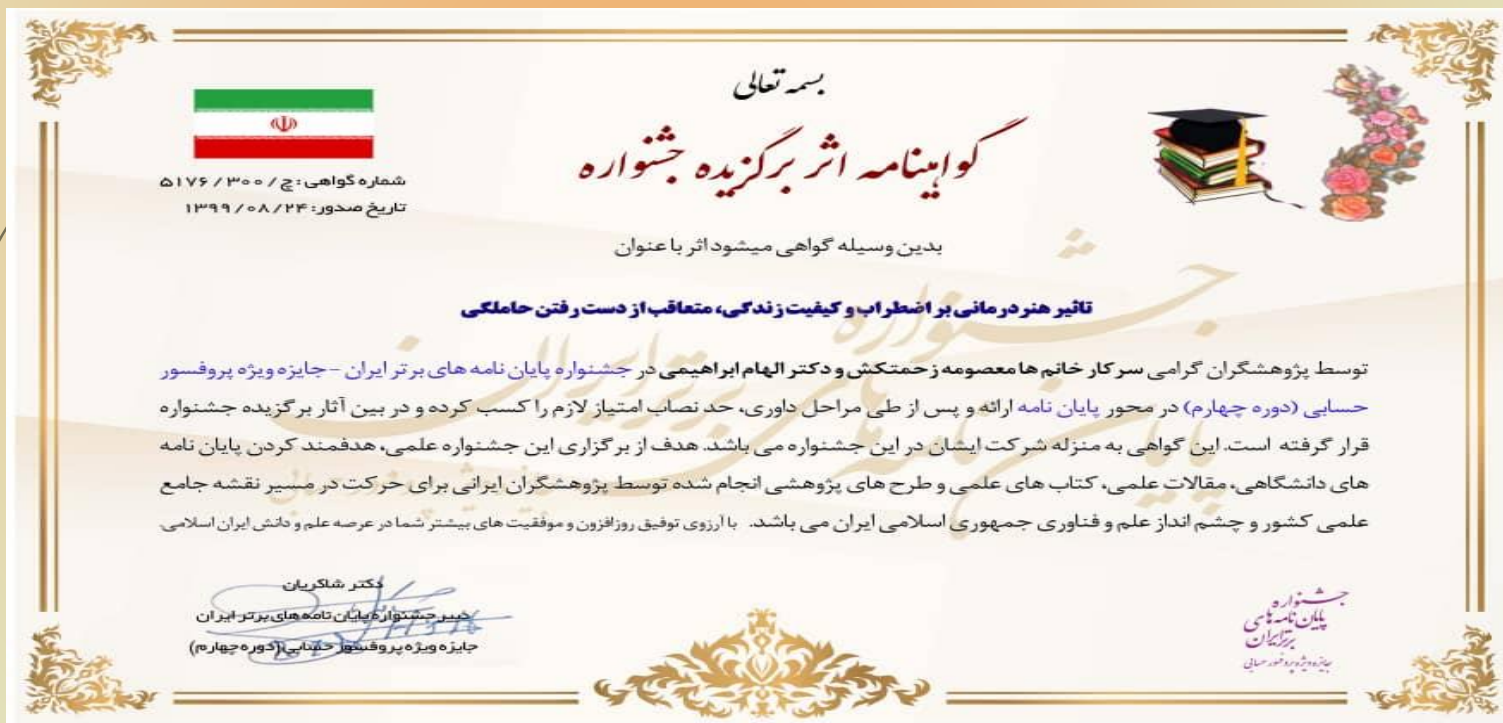 بسمه تعالی
گواهینامه اثر برگزیده جشنواره
شماره گواهی: ج / ۳۰۰ / ۵۱۷۶
تاریخ صدور: ۱۳۹۹/۰۸/۲۴
بدین وسیله گواهی میشود اثر با عنوان
تاثیر هنر درمانی بر اضطراب و کیفیت زندگی، متعاقب از دست رفتن حاملگی
توسط پژوهشگران گرامی سرکار خانم ها معصومه زحمتکش و دکتر الهام ابراهیمی در جشنواره پایان نامه های برتر ایران - جایزه ویژه پروفسور
حسابی (دوره چهارم) در محور پایان نامه ارائه و پس از طی مراحل داوری، حد نصاب امتیاز لازم را کسب کرده و در بین آثار برگزیده جشنواره
قرار گرفته است. این گواهی به منزله شرکت ایشان در این جشنواره می باشد. هدف از برگزاری این جشنواره علمی، هدفمند کردن پایان نامه
های دانشگاهی، مقالات علمی، کتاب های علمی و طرح های پژوهشی انجام شده توسط پژوهشگران ایرانی برای حرکت در مسیر نقشه جامع
علمی کشور و چشم انداز علم و فناوری جمهوری اسلامی ایران می باشد. با آرزوی توفیق روزافزون و موفقیت های بیشتر شما در عرصه علم و دانش ایران اسلامی.
دکتر شاکریان
دبیر جشنواره پایان نامه های برتر ایران
جایزه ویژه پروفسور حسابی (دوره چهارم)
جشنواره
پایان نامه های
برتر ایران
جایزه ویژه پروفسور حسابی